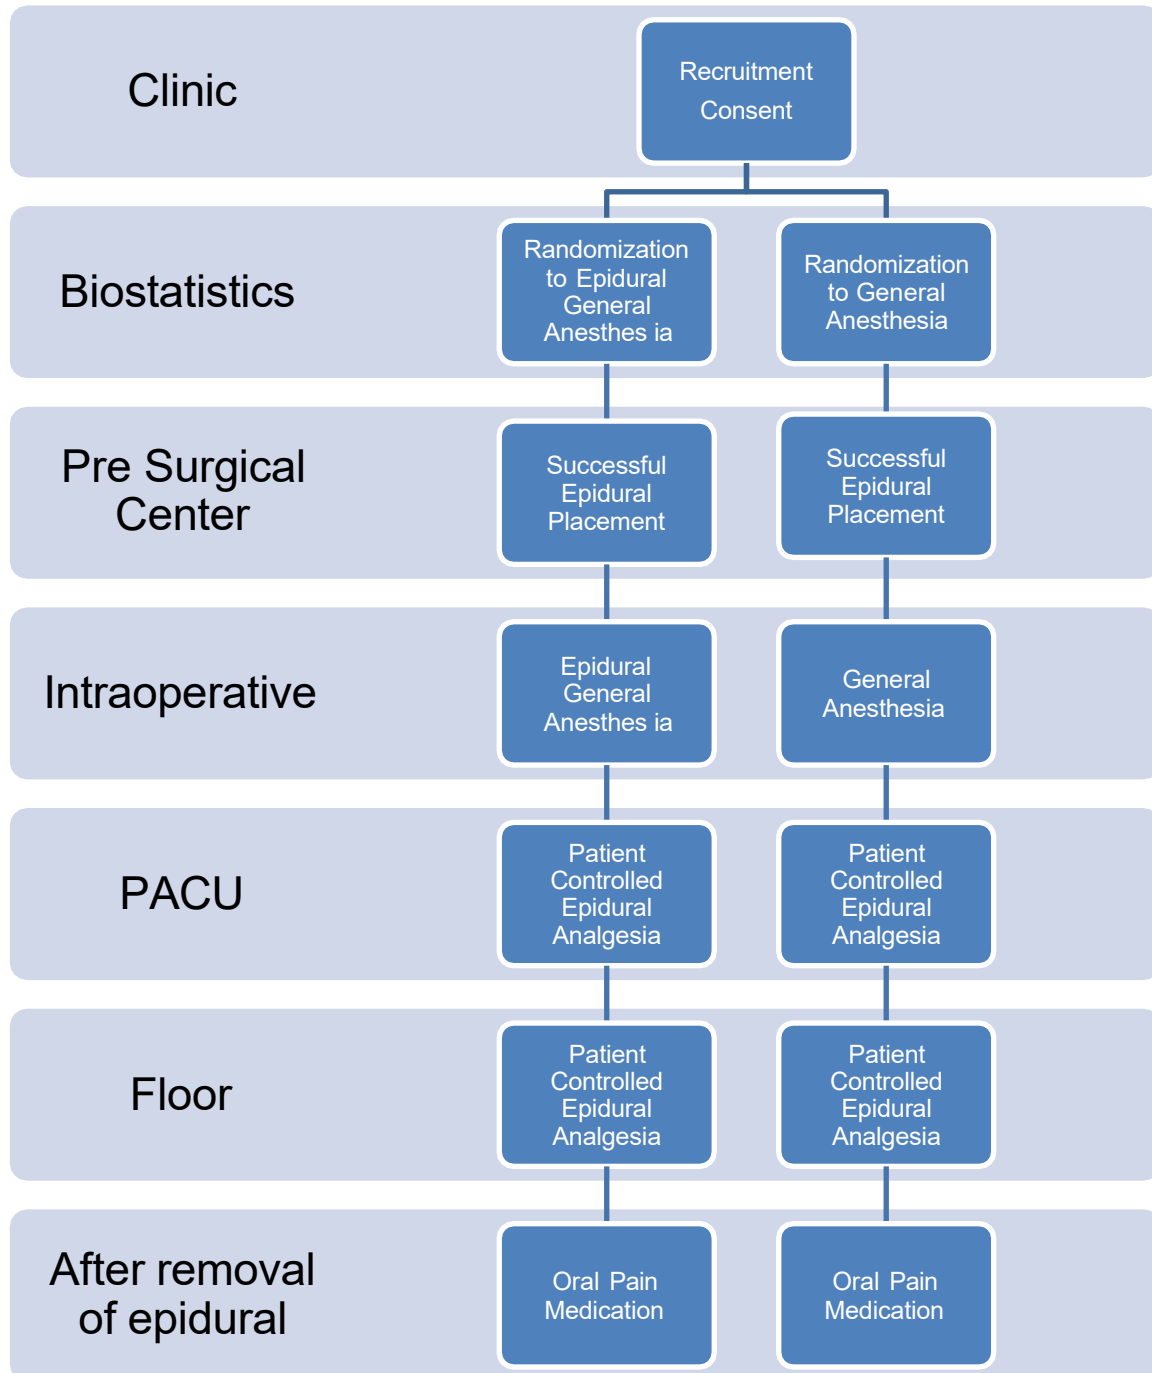 Clinic
Recruitment
Consent
Biostatistics
Randomization
to Epidural
General
Anesthes ia
Randomization
to General
Anesthesia
Pre Surgical
Center
Successful
Epidural
Placement
Successful
Epidural
Placement
Intraoperative
Epidural
General
Anesthes ia
General
Anesthesia
PACU
Patient
Controlled
Epidural
Analgesia
Patient
Controlled
Epidural
Analgesia
Floor
Patient
Controlled
Epidural
Analgesia
Patient
Controlled
Epidural
Analgesia
After removal
of epidural
Oral Pain
Medication
Oral Pain
Medication